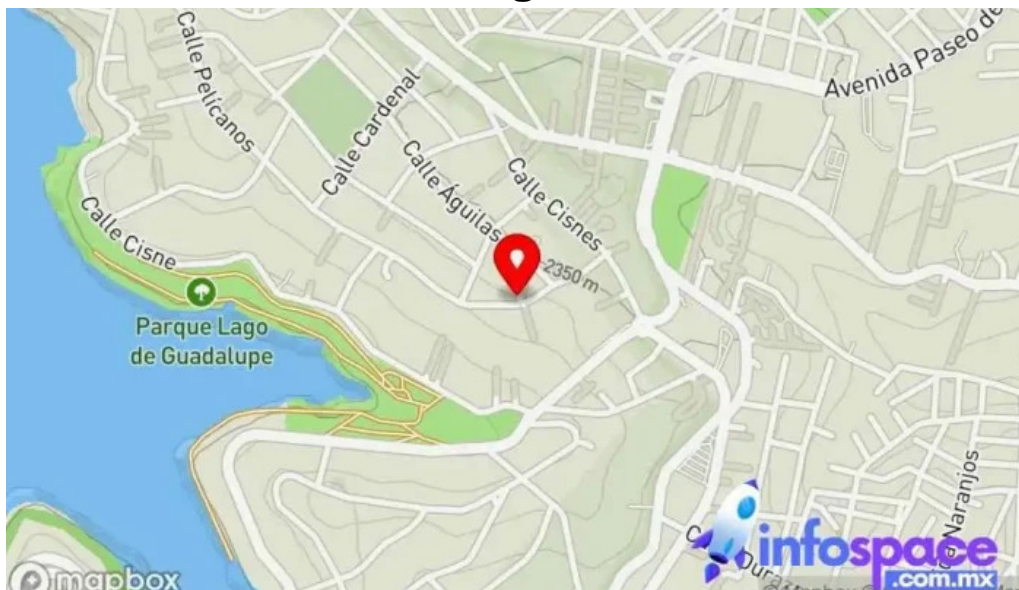 Calle Pelícanos
Calle Cardenal
Calle Águilas
Calle Cisnes
Avenida Paseo de
Calle Cisne
2350 m
Parque Lago
de Guadalupe
Naranjos
Duraz
mapbox
infospace
.com.mx